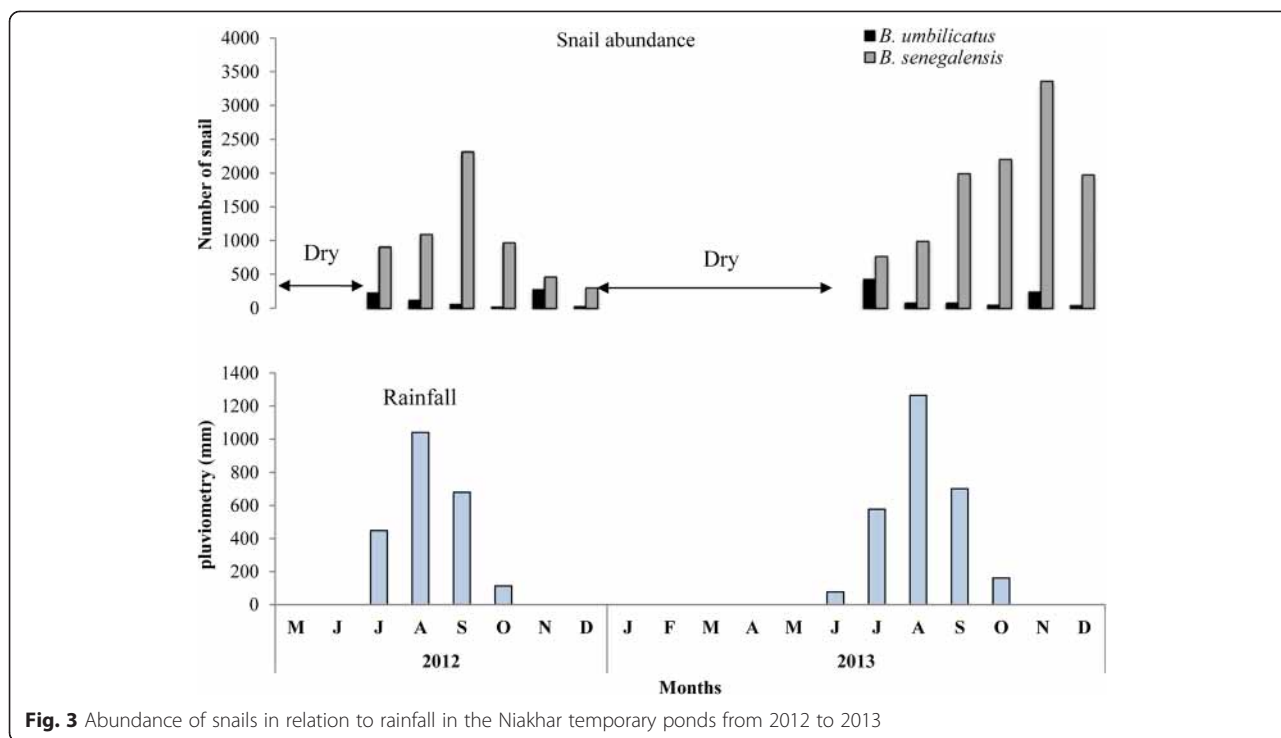 Snail abundance
B. umbilicatus
B. senegalensis
Number of snail
4000
3500
3000
2500
2000
1500
1000
500
0
Dry
Dry
Rainfall
pluviometry (mm)
1400
1200
1000
800
600
400
200
0
M J J A S O N D J F M A M J J A S O N D
2012 2013
Months
Fig. 3 Abundance of snails in relation to rainfall in the Niakhar temporary ponds from 2012 to 2013